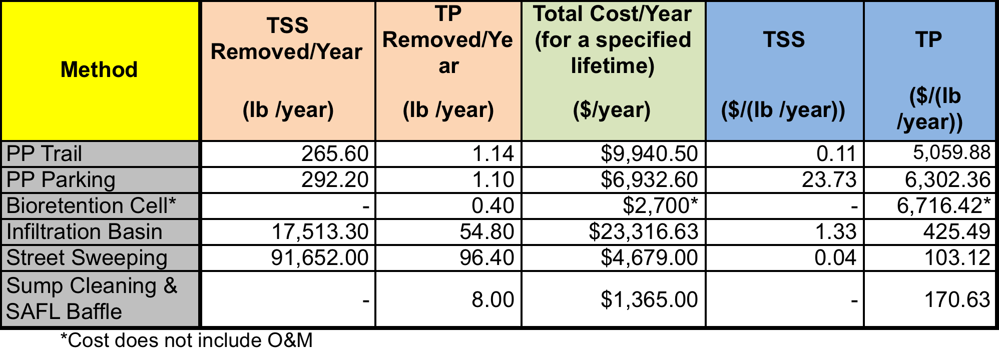 Method
TSS
Removed/Year
(lb /year)
TP
Removed/Ye
ar
(lb /year)
Total Cost/Year
(for a specified
lifetime)
($/year)
TSS
($/(lb /year))
TP
($/(lb
/year))
PP Trail 265.60 1.14 $9,940.50 0.11 5,059.88
PP Parking 292.20 1.10 $6,932.60 23.73 6,302.36
Bioretention Cell* - 0.40 $2,700* - 6,716.42*
Infiltration Basin 17,513.30 54.80 $23,316.63 1.33 425.49
Street Sweeping 91,652.00 96.40 $4,679.00 0.04 103.12
Sump Cleaning &
SAFL Baffle - 8.00 $1,365.00 - 170.63
*Cost does not include O&M